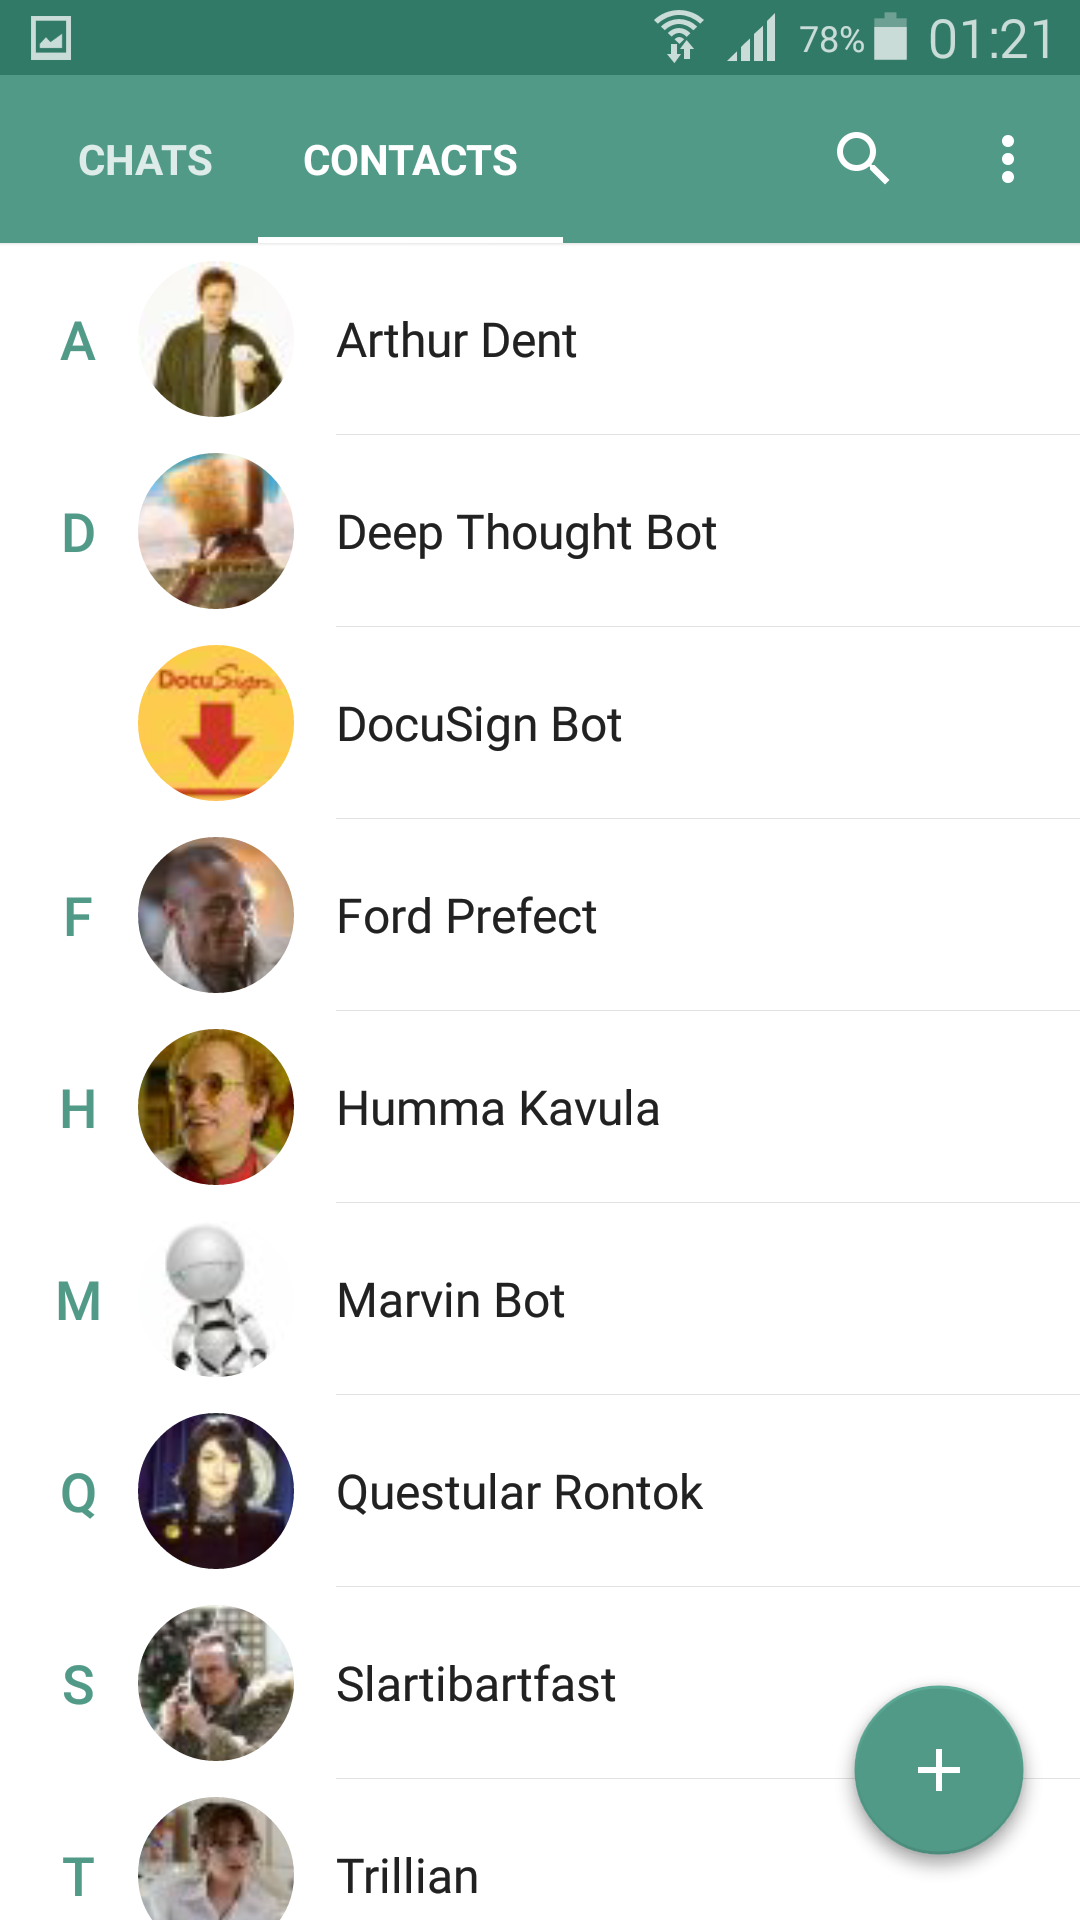 78% 01:21
CHATS CONTACTS
A Arthur Dent
D Deep Thought Bot
DocuSign
DocuSign Bot
F Ford Prefect
H Humma Kavula
M Marvin Bot
Q Questular Rontok
S Slartibartfast
T Trillian